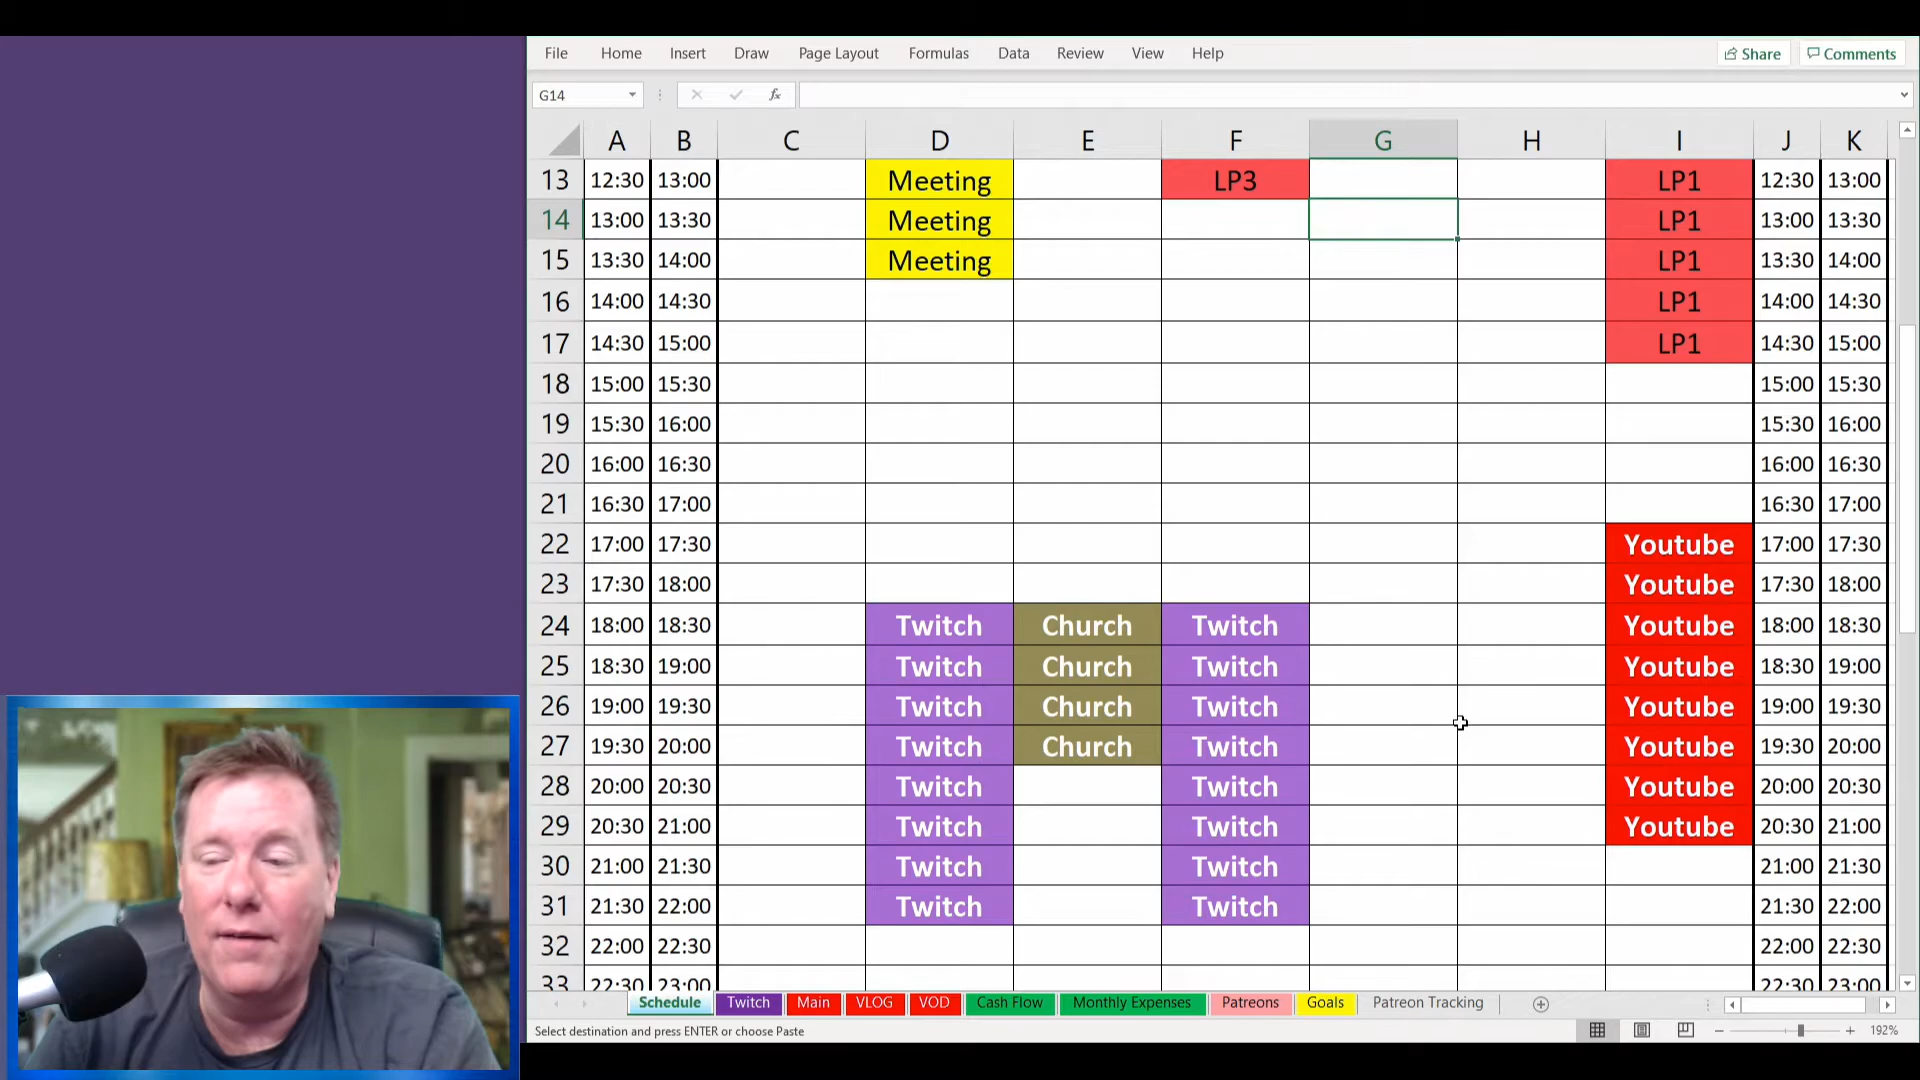 File Home Insert Draw Page Layout Formulas Data Review View Help Share Comments
G14 fx
A B C D E F G H I J K
13 12:30 13:00 Meeting LP3 LP1 12:30 13:00
14 13:00 13:30 Meeting LP1 13:00 13:30
15 13:30 14:00 Meeting LP1 13:30 14:00
16 14:00 14:30 LP1 14:00 14:30
17 14:30 15:00 LP1 14:30 15:00
18 15:00 15:30 15:00 15:30
19 15:30 16:00 15:30 16:00
20 16:00 16:30 16:00 16:30
21 16:30 17:00 16:30 17:00
22 17:00 17:30 Youtube 17:00 17:30
23 17:30 18:00 Youtube 17:30 18:00
24 18:00 18:30 Twitch Church Twitch Youtube 18:00 18:30
25 18:30 19:00 Twitch Church Twitch Youtube 18:30 19:00
26 19:00 19:30 Twitch Church Twitch Youtube 19:00 19:30
27 19:30 20:00 Twitch Church Twitch Youtube 19:30 20:00
28 20:00 20:30 Twitch Twitch Youtube 20:00 20:30
29 20:30 21:00 Twitch Twitch Youtube 20:30 21:00
30 21:00 21:30 Twitch Twitch 21:00 21:30
31 21:30 22:00 Twitch Twitch 21:30 22:00
32 22:00 22:30 22:00 22:30
33 22:30 23:00 22:30 23:00
Schedule Twitch Main VLOG VOD Cash Flow Monthly Expenses Patreons Goals Patreon Tracking
Select destination and press ENTER or choose Paste 192%